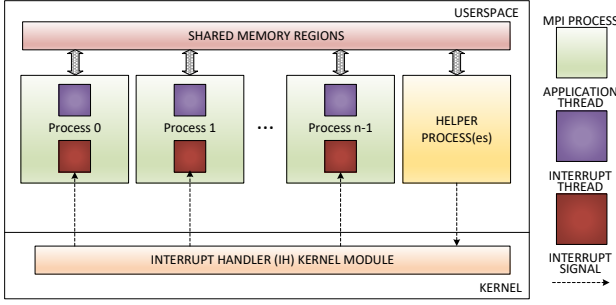 USERSPACE
SHARED MEMORY REGIONS
Process 0
Process 1
...
Process n-1
HELPER
PROCESS(es)
INTERRUPT HANDLER (IH) KERNEL MODULE
KERNEL
MPI PROCESS
APPLICATION
THREAD
INTERRUPT
THREAD
INTERRUPT
SIGNAL